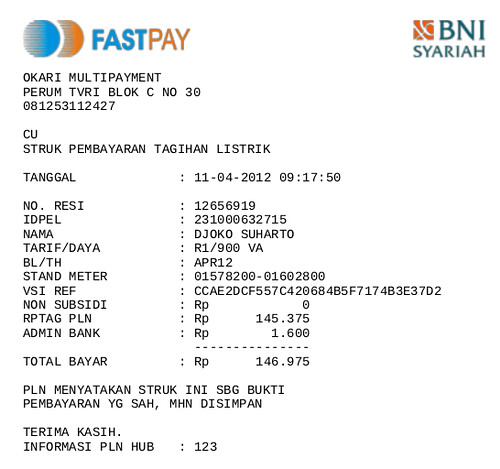 FASTPAY
BNI
SYARIAH
OKARI MULTIPAYMENT
PERUM TVRI BLOK C NO 30
081253112427
CU
STRUK PEMBAYARAN TAGIHAN LISTRIK
TANGGAL : 11-04-2012 09:17:50
NO. RESI : 12656919
IDPEL : 231000632715
NAMA : DJOKO SUHARTO
TARIF/DAYA : R1/900 VA
BL/TH : APR12
STAND METER : 01578200-01602800
VSI REF : CCAE2DCF557C420684B5F7174B3E37D2
NON SUBSIDI : Rp 0
RPTAG PLN : Rp 145.375
ADMIN BANK : Rp 1.600
---------------
TOTAL BAYAR : Rp 146.975
PLN MENYATAKAN STRUK INI SBG BUKTI
PEMBAYARAN YG SAH, MHN DISIMPAN
TERIMA KASIH.
INFORMASI PLN HUB : 123